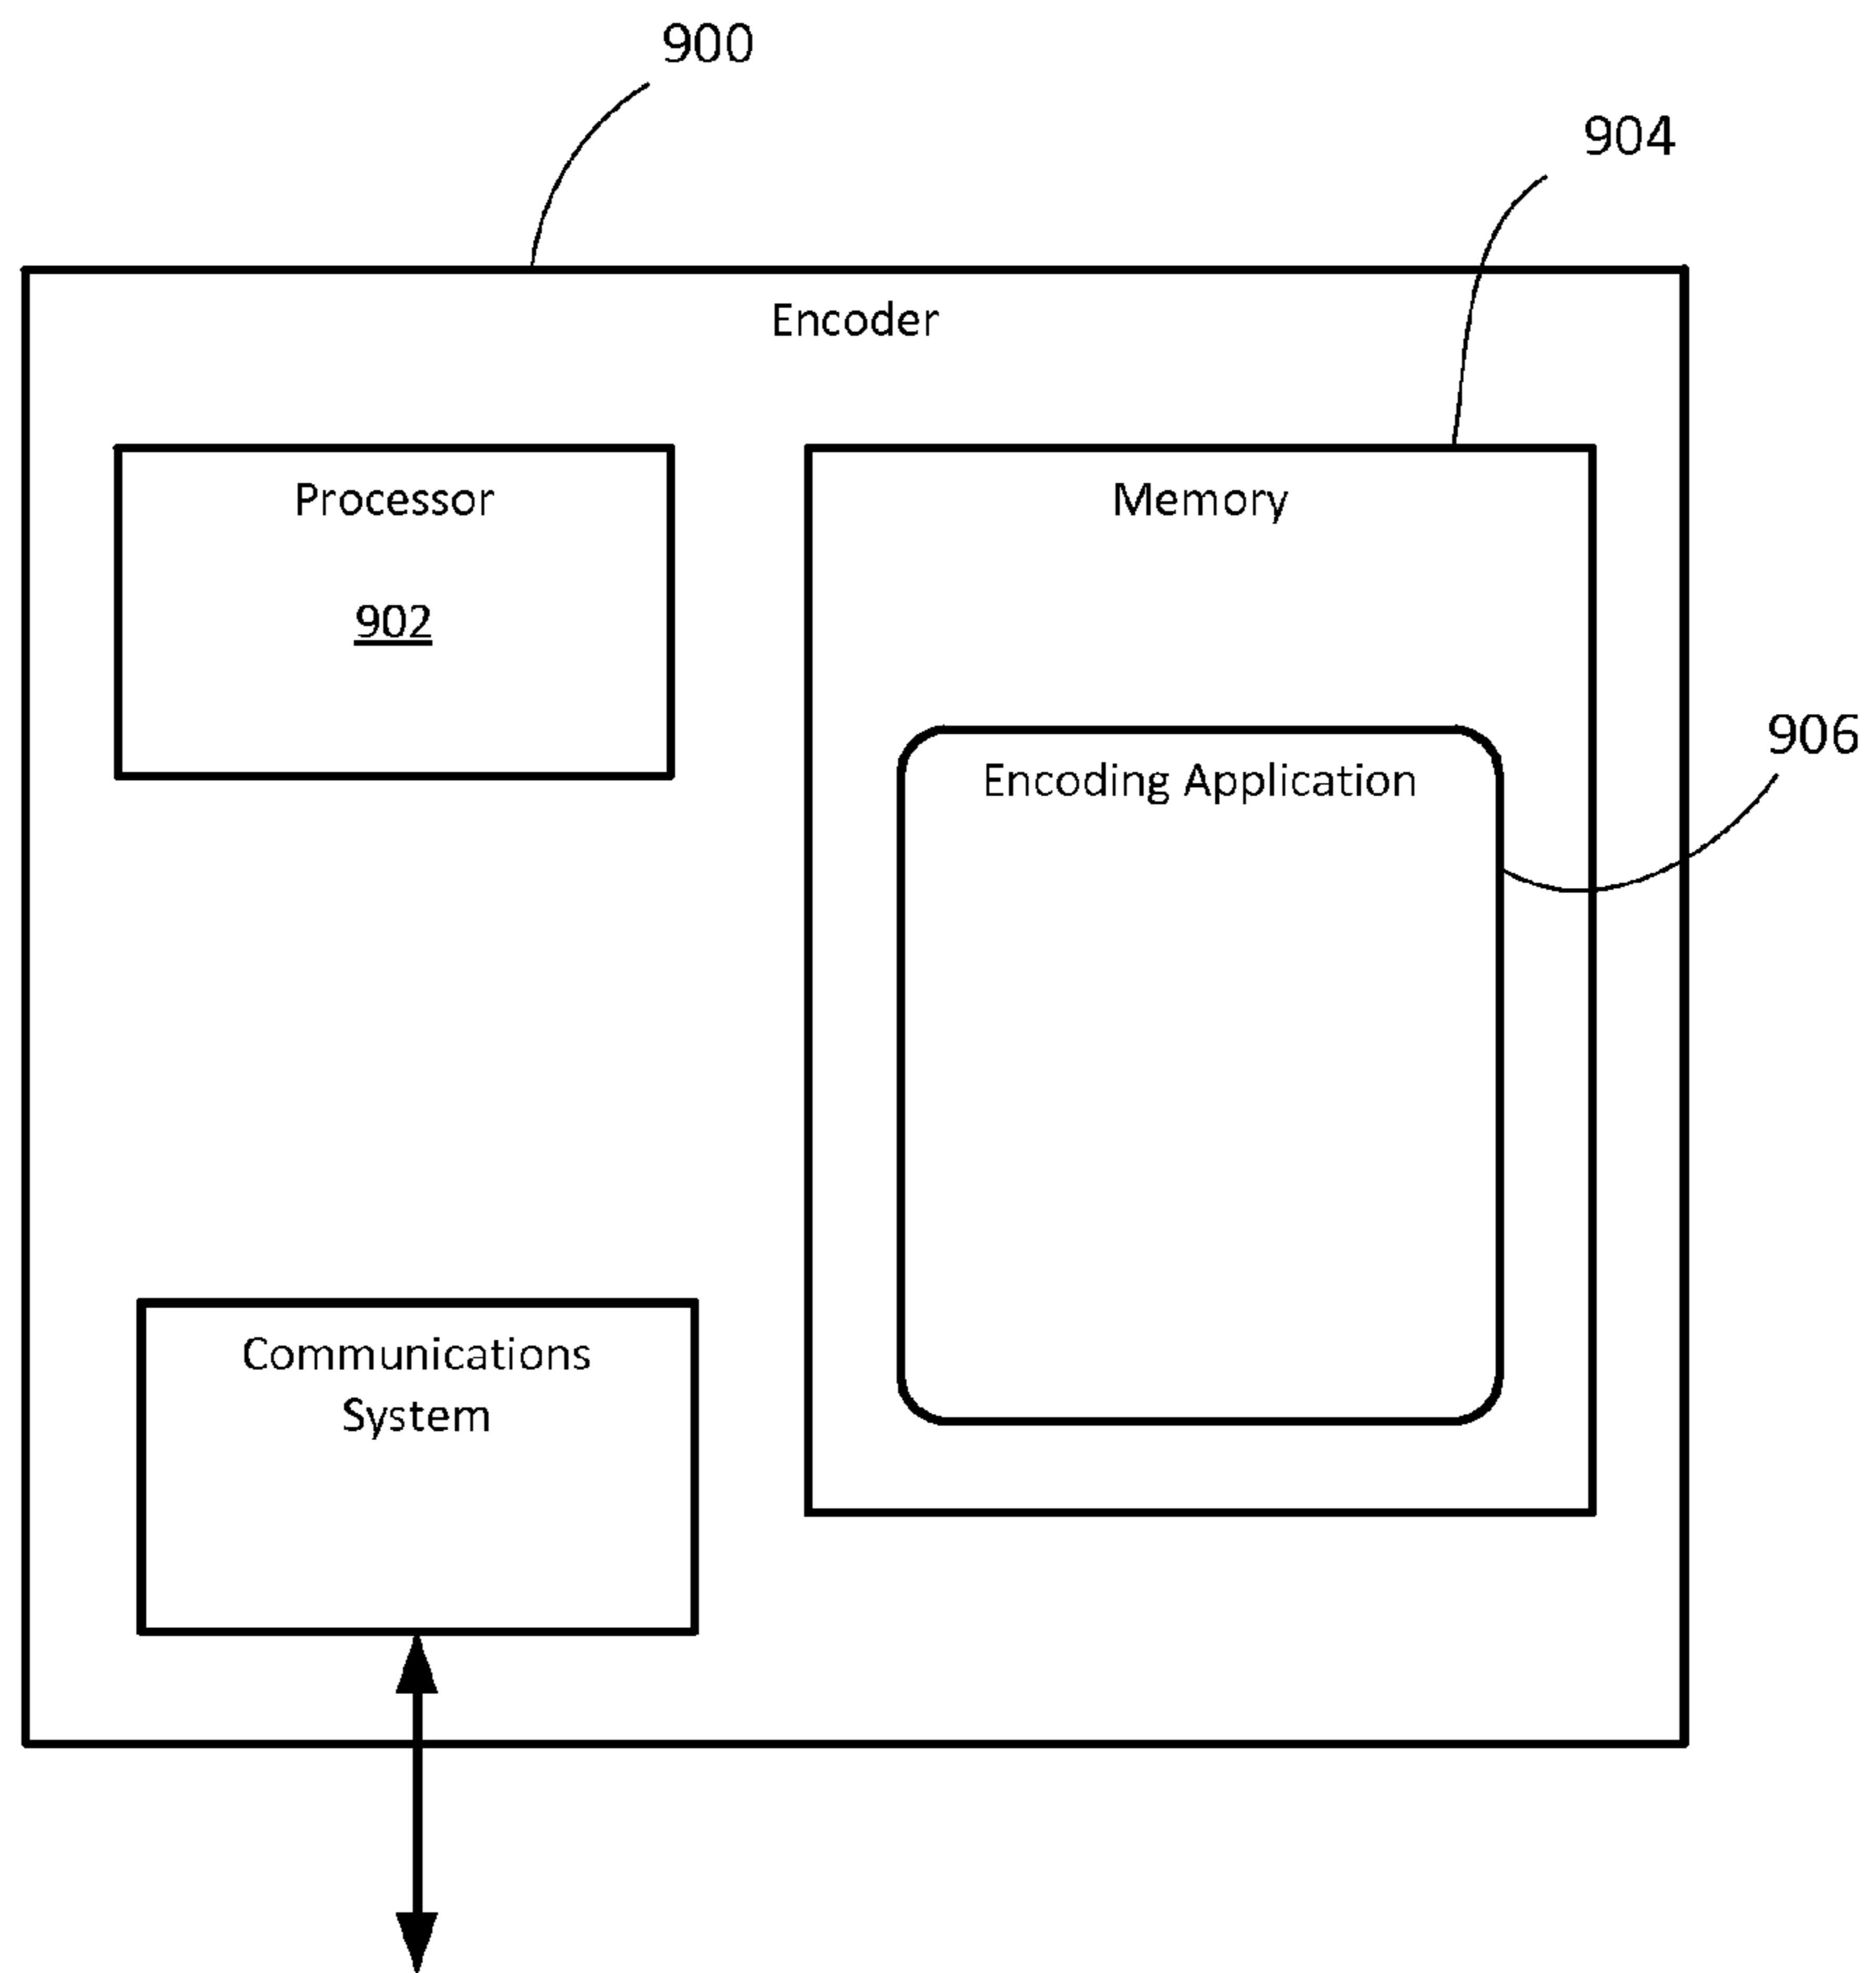 900
904
Encoder
Processor
902
Memory
906
Encoding Application
Communications
System